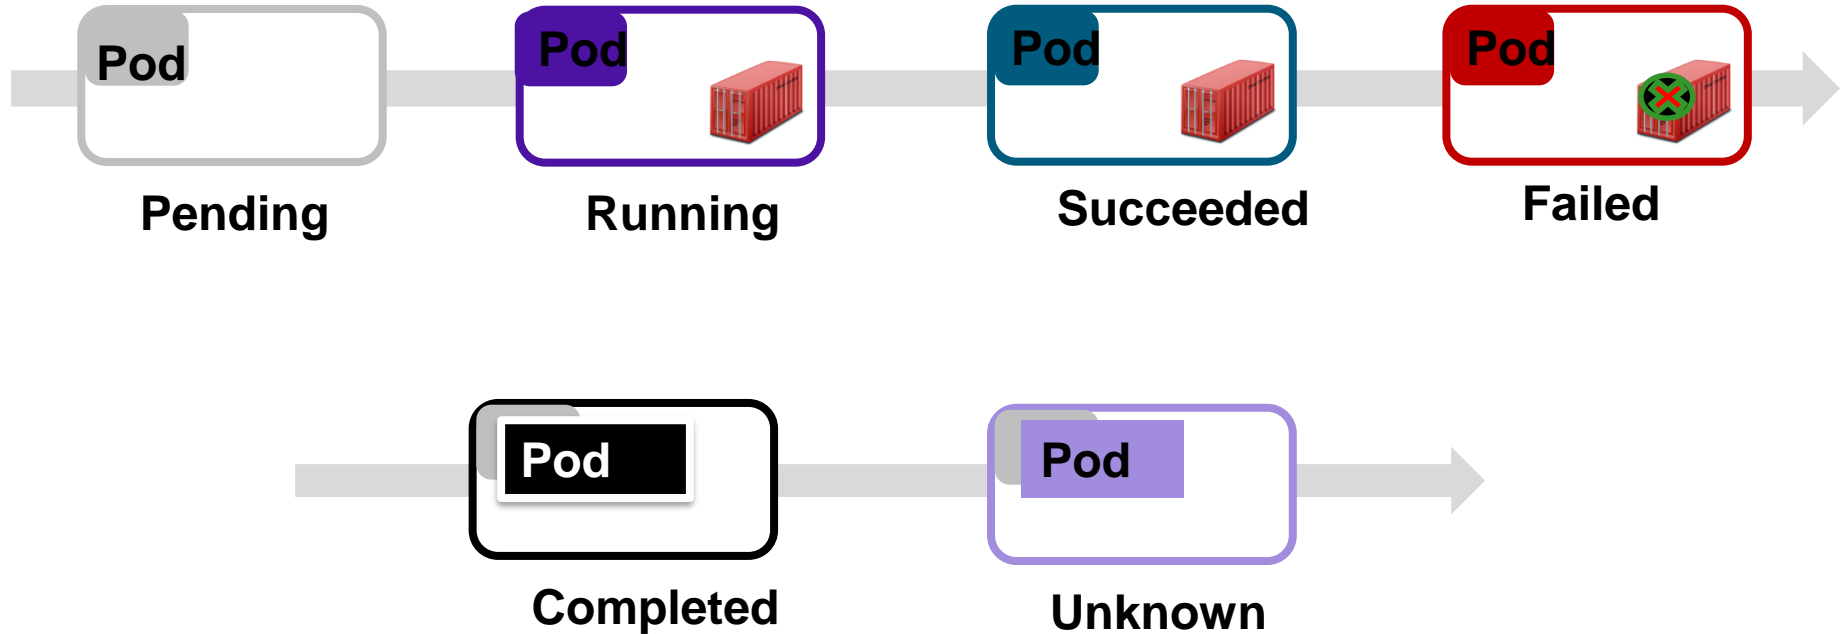 Pod
Pod
Pod
Pod
Pending
Running
Succeeded
Failed
Pod
Pod
Completed
Unknown